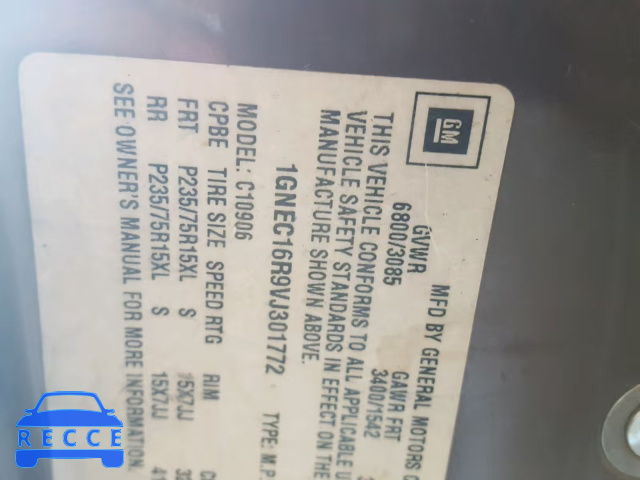 GM
MFD BY GENERAL MOTORS
GVWR GAWR FRT
6800/3085 3400/1542
THIS VEHICLE CONFORMS TO ALL APPLICABLE
VEHICLE SAFETY STANDARDS IN EFFECT ON THE
MANUFACTURE SHOWN ABOVE.
1GNEC16R9VJ301772 TYPE: M.P.
MODEL: C10906
CPBE TIRE SIZE SPEED RTG RIM
FRT P235/75R15XL S 15X7JJ
RR P235/75R15XL S 15X7JJ
SEE OWNER'S MANUAL FOR MORE INFORMATION.
RECCE